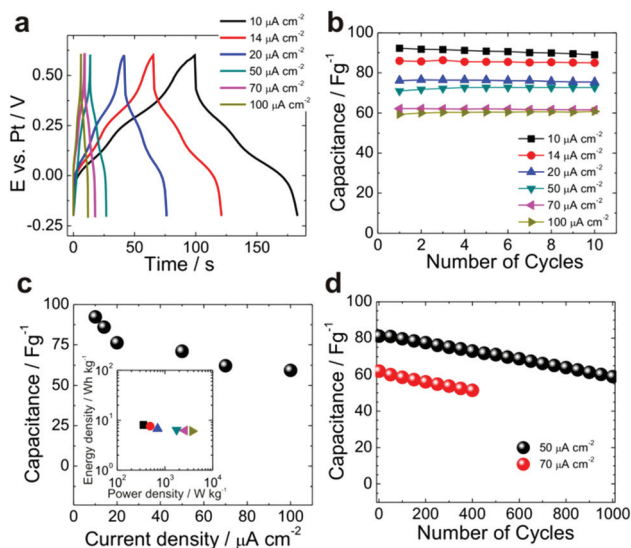 a
10 μA cm-2
14 μA cm-2
20 μA cm-2
50 μA cm-2
70 μA cm-2
100 μA cm-2
E vs. Pt / V
0.50
0.25
0.00
-0.25
0 50 100 150
Time / s
b
Capacitance / Fg-1
100
80
60
40
20
0
10 μA cm-2
14 μA cm-2
20 μA cm-2
50 μA cm-2
70 μA cm-2
100 μA cm-2
0 2 4 6 8 10
Number of Cycles
c
Capacitance / Fg-1
100
75
50
25
0
Energy density / Wh kg-1
102
101
100
102 103 104
Power density / W kg-1
0 20 40 60 80 100
Current density / μA cm-2
d
Capacitance / Fg-1
100
80
60
40
20
0
50 μA cm-2
70 μA cm-2
0 200 400 600 800 1000
Number of Cycles